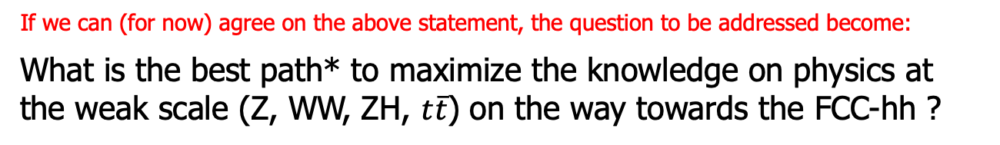 If we can (for now) agree on the above statement, the question to be addressed become:
What is the best path* to maximize the knowledge on physics at
the weak scale (Z, WW, ZH, tt̄) on the way towards the FCC-hh ?